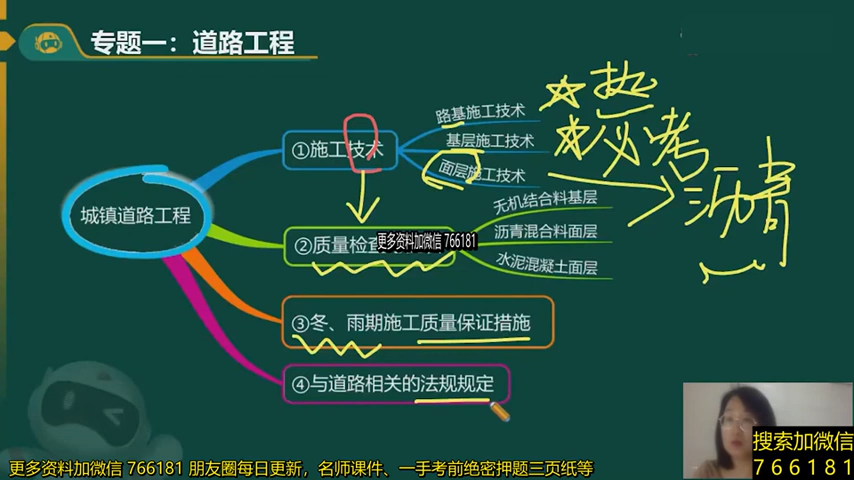 专题一：道路工程
城镇道路工程
①施工技术
路基施工技术
基层施工技术
面层施工技术
②质量检查
更多资料加微信 766181
无机结合料基层
沥青混合料面层
水泥混凝土面层
③冬、雨期施工质量保证措施
④与道路相关的法规规定
必考
沥青
搜索加微信
766181
更多资料加微信 766181 朋友圈每日更新，名师课件、一手考前绝密押题三页纸等